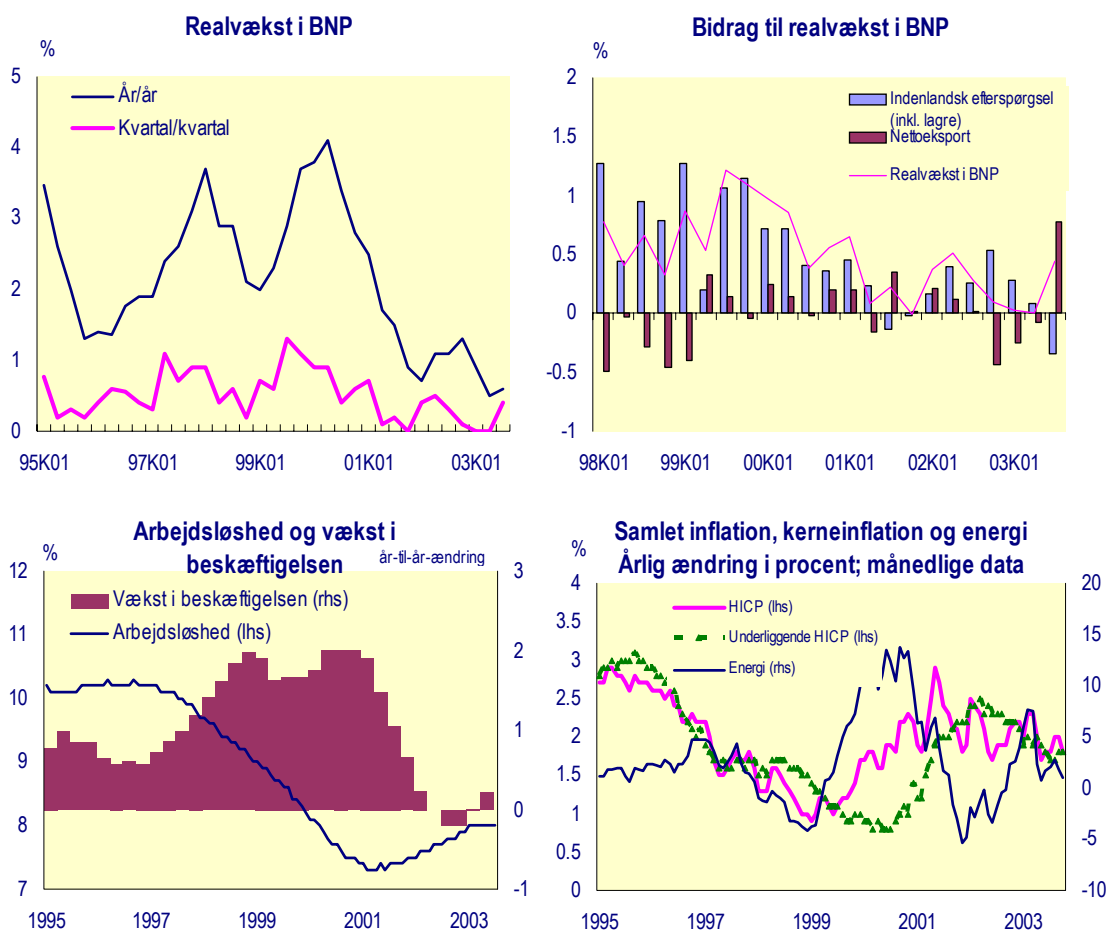 Realvækst i BNP
%
5
4
3
2
1
0
År/år
Kvartal/kvartal
95K01 97K01 99K01 01K01 03K01
Bidrag til realvækst i BNP
%
2
1.5
1
0.5
0
-0.5
-1
Indenlandsk efterspørgsel
(inkl. lagre)
Nettoeksport
Realvækst i BNP
98K01 99K01 00K01 01K01 02K01 03K01
Arbejdsløshed og vækst i
beskæftigelsen
%
år-til-år-ændring
12
11
10
9
8
7
Vækst i beskæftigelsen (rhs)
Arbejdsløshed (lhs)
3
2
1
0
-1
1995 1997 1999 2001 2003
Samlet inflation, kerneinflation og energi
Årlig ændring i procent; månedlige data
%
4
3.5
3
2.5
2
1.5
1
0.5
0
HICP (lhs)
Underliggende HICP (lhs)
Energi (rhs)
20
15
10
5
0
-5
-10
1995 1997 1999 2001 2003